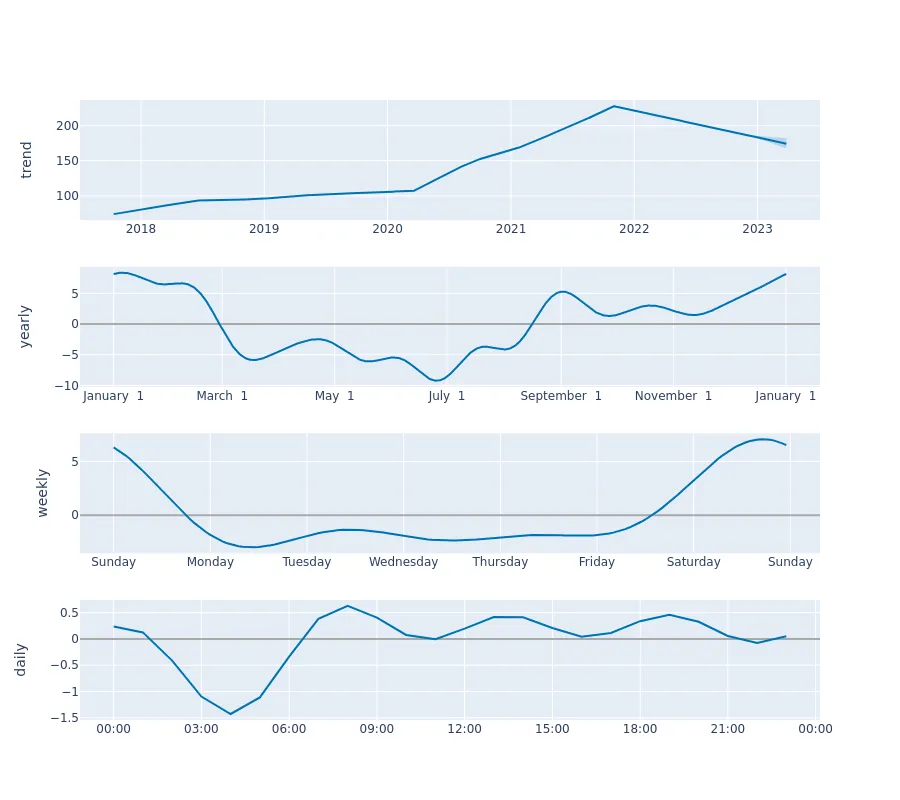 trend
200
150
100
2018 2019 2020 2021 2022 2023
yearly
5
0
−5
−10
January 1 March 1 May 1 July 1 September 1 November 1 January 1
weekly
5
0
Sunday Monday Tuesday Wednesday Thursday Friday Saturday Sunday
daily
0.5
0
−0.5
−1
−1.5
00:00 03:00 06:00 09:00 12:00 15:00 18:00 21:00 00:00